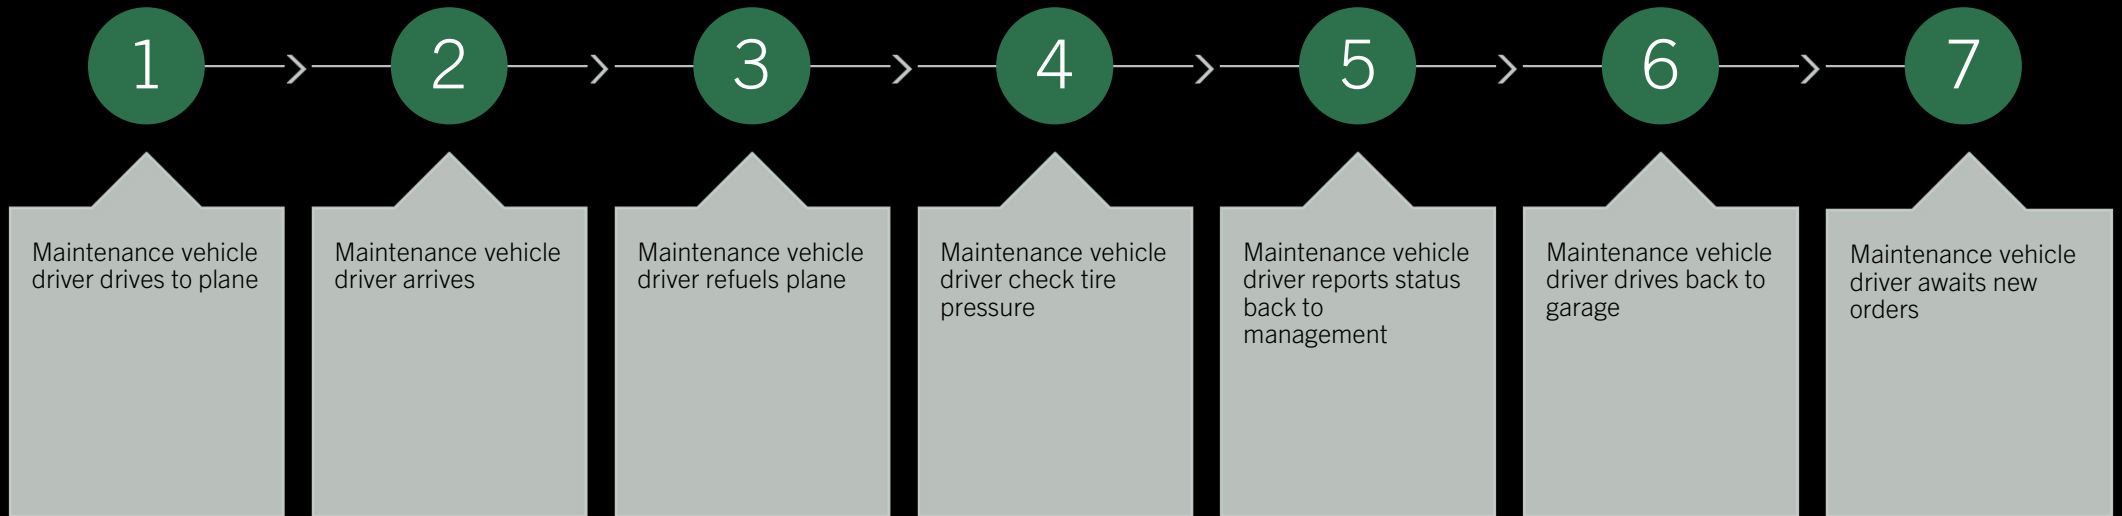 1
2
3
4
5
6
7
Maintenance vehicle
driver drives to plane
Maintenance vehicle
driver arrives
Maintenance vehicle
driver refuels plane
Maintenance vehicle
driver check tire
pressure
Maintenance vehicle
driver reports status
back to
management
Maintenance vehicle
driver drives back to
garage
Maintenance vehicle
driver awaits new
orders